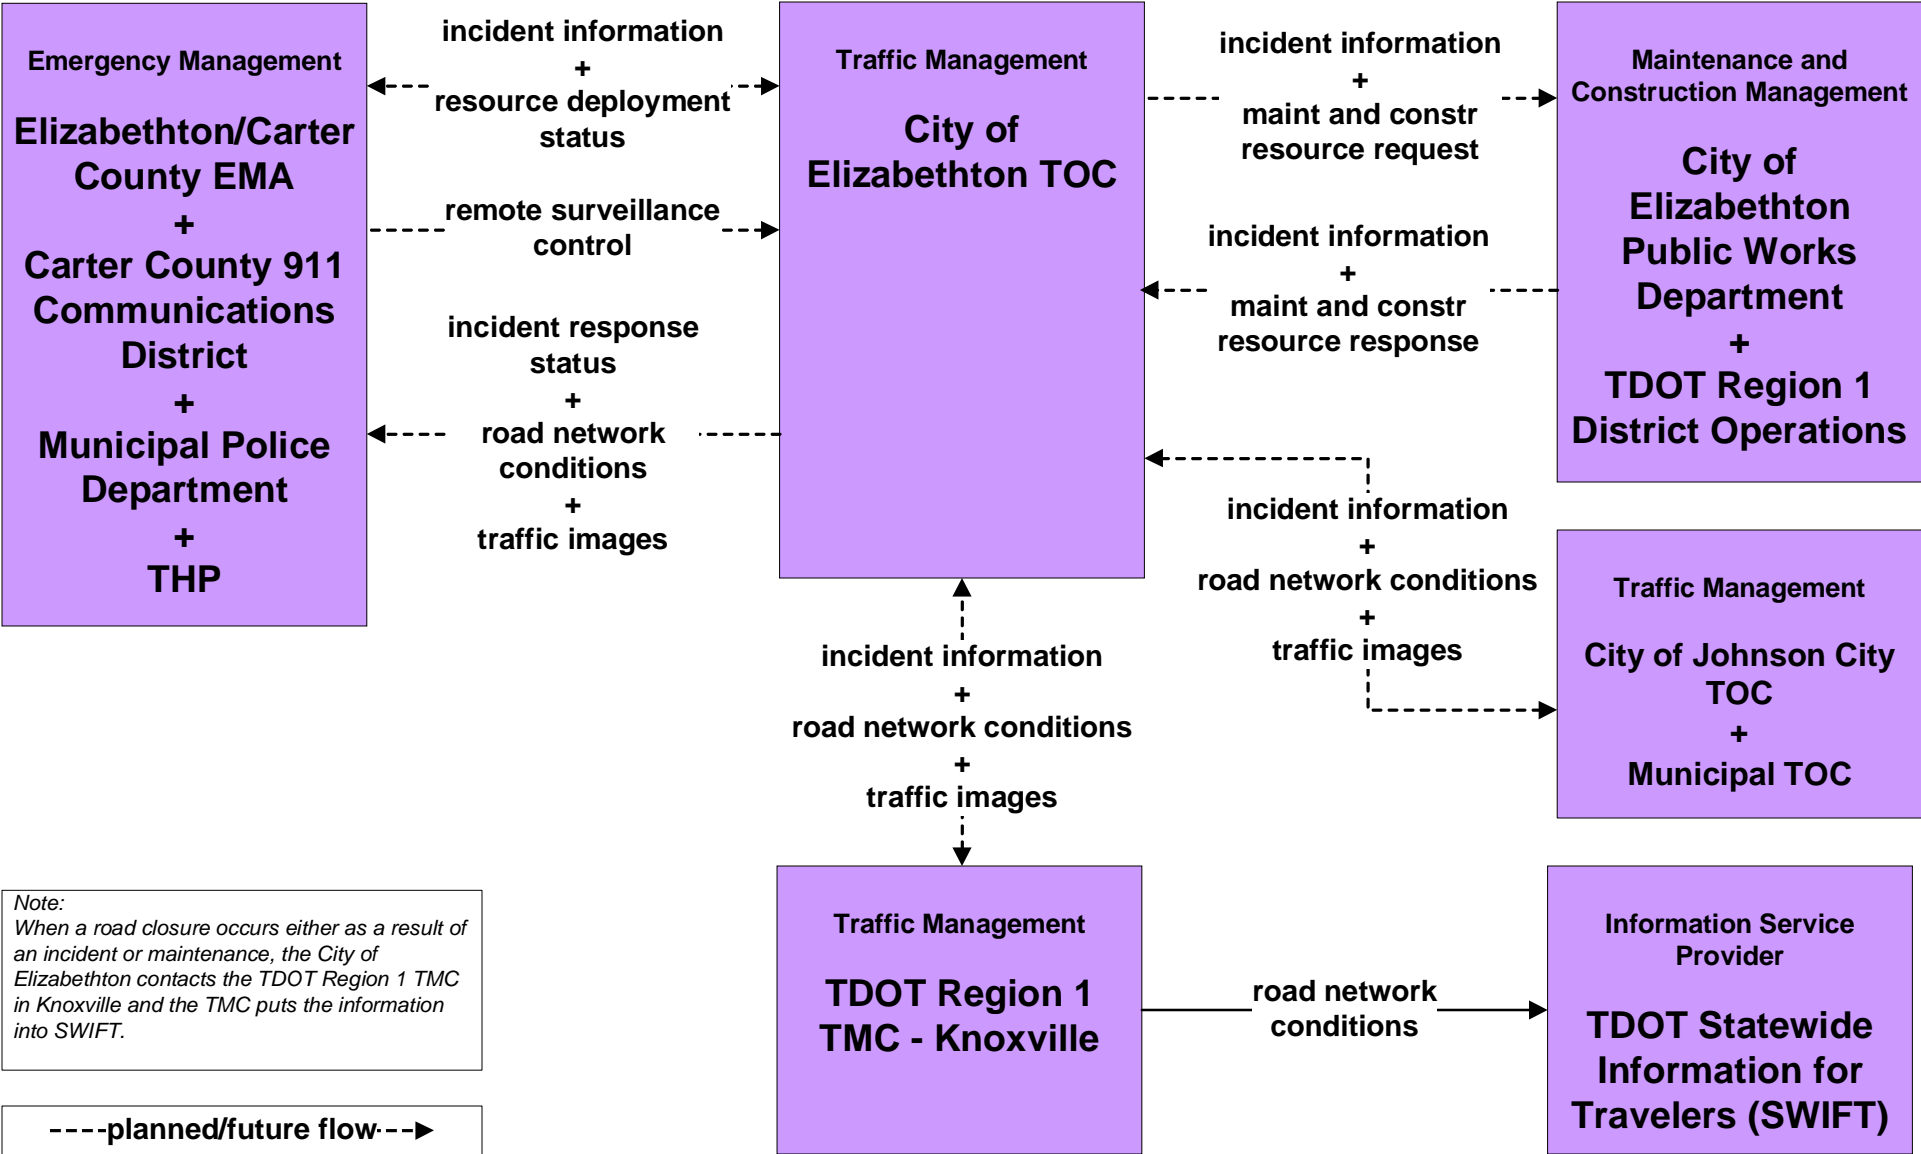 Emergency Management
Elizabethton/Carter
County EMA
+
Carter County 911
Communications
District
+
Municipal Police
Department
+
THP
incident information
+
resource deployment
status
remote surveillance
control
incident response
status
+
road network
conditions
+
traffic images
Traffic Management
City of
Elizabethton TOC
incident information
+
maint and constr
resource request
incident information
+
maint and constr
resource response
Maintenance and
Construction Management
City of
Elizabethton
Public Works
Department
+
TDOT Region 1
District Operations
incident information
+
road network conditions
+
traffic images
Traffic Management
City of Johnson City
TOC
+
Municipal TOC
incident information
+
road network conditions
+
traffic images
Traffic Management
TDOT Region 1
TMC - Knoxville
road network
conditions
Information Service
Provider
TDOT Statewide
Information for
Travelers (SWIFT)
Note:
When a road closure occurs either as a result of
an incident or maintenance, the City of
Elizabethton contacts the TDOT Region 1 TMC
in Knoxville and the TMC puts the information
into SWIFT.
planned/future flow